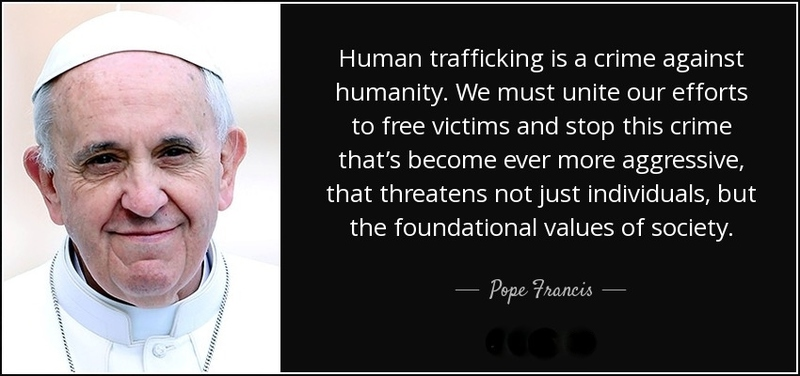 Human trafficking is a crime against
humanity. We must unite our efforts
to free victims and stop this crime
that’s become ever more aggressive,
that threatens not just individuals, but
the foundational values of society.
— Pope Francis —